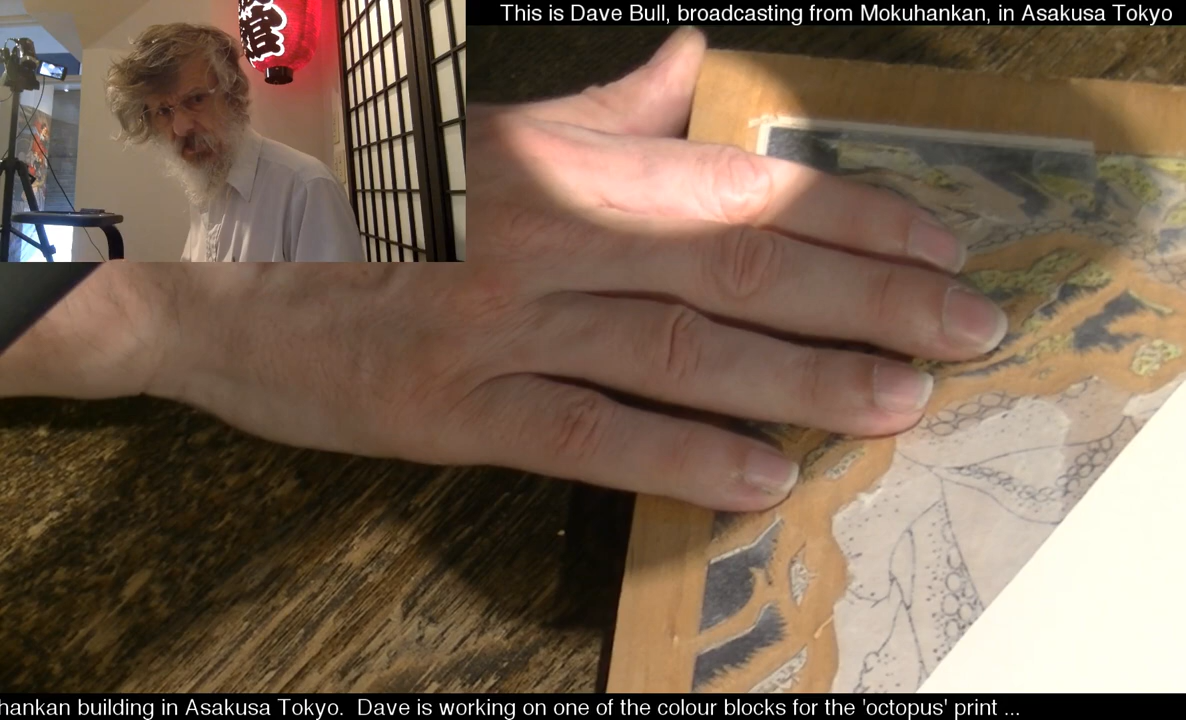 This is Dave Bull, broadcasting from Mokuhankan, in Asakusa Tokyo
館
hankan building in Asakusa Tokyo.  Dave is working on one of the colour blocks for the 'octopus' print ...